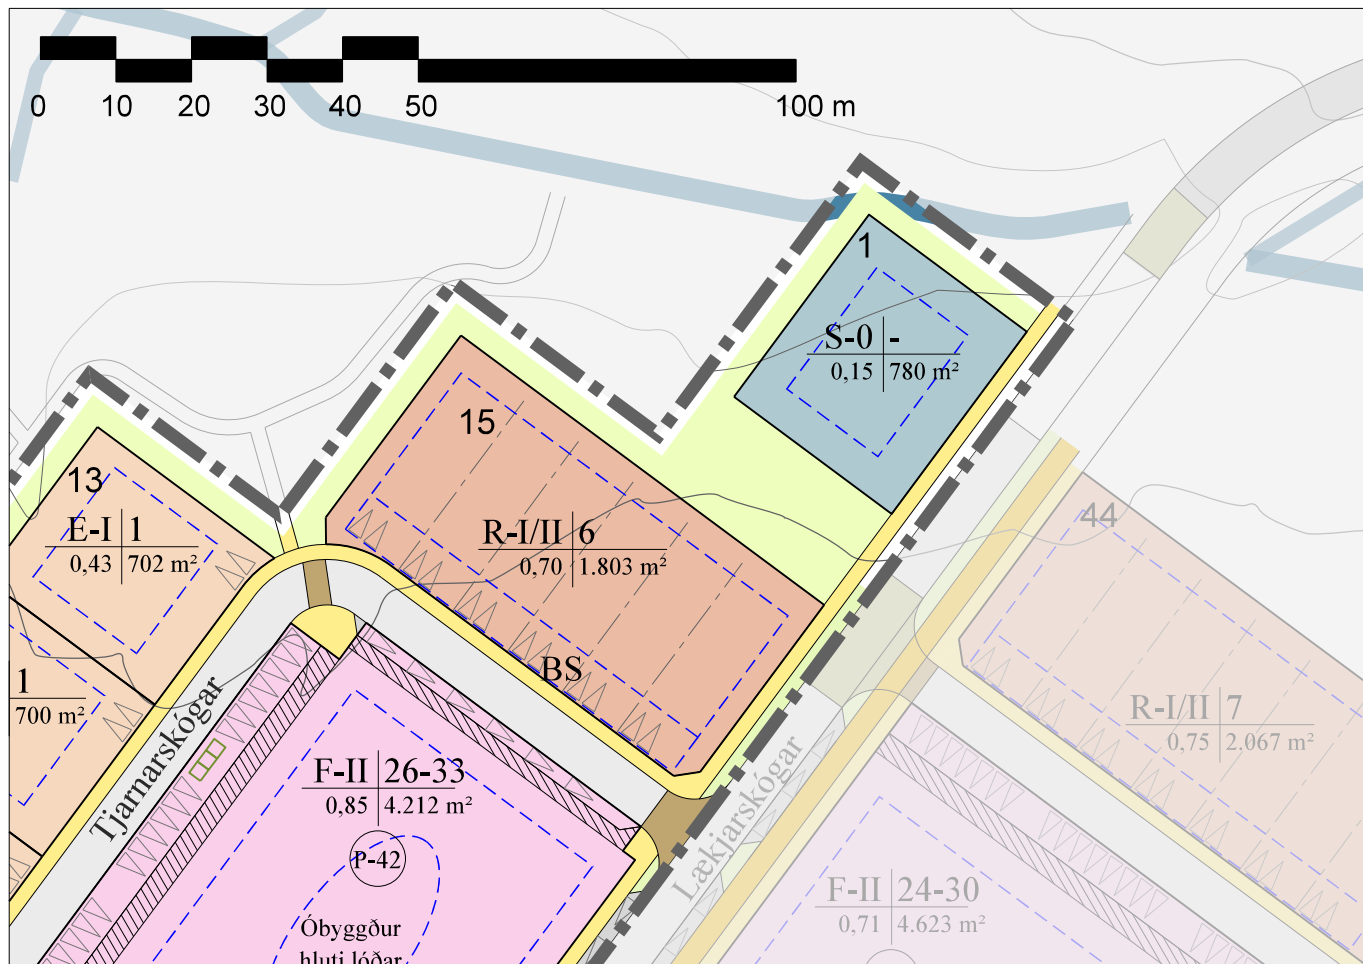 0 10 20 30 40 50 100 m
1
S-0 -
0,15 780 m²
15
R-I/II 6
0,70 1.803 m²
BS
13
E-I 1
0,43 702 m²
1
700 m²
Tjarnarskógar
F-II 26-33
0,85 4.212 m²
P-42
Óbyggður
hluti lóðar
Lækjarskógar
44
R-I/II 7
0,75 2.067 m²
F-II 24-30
0,71 4.623 m²